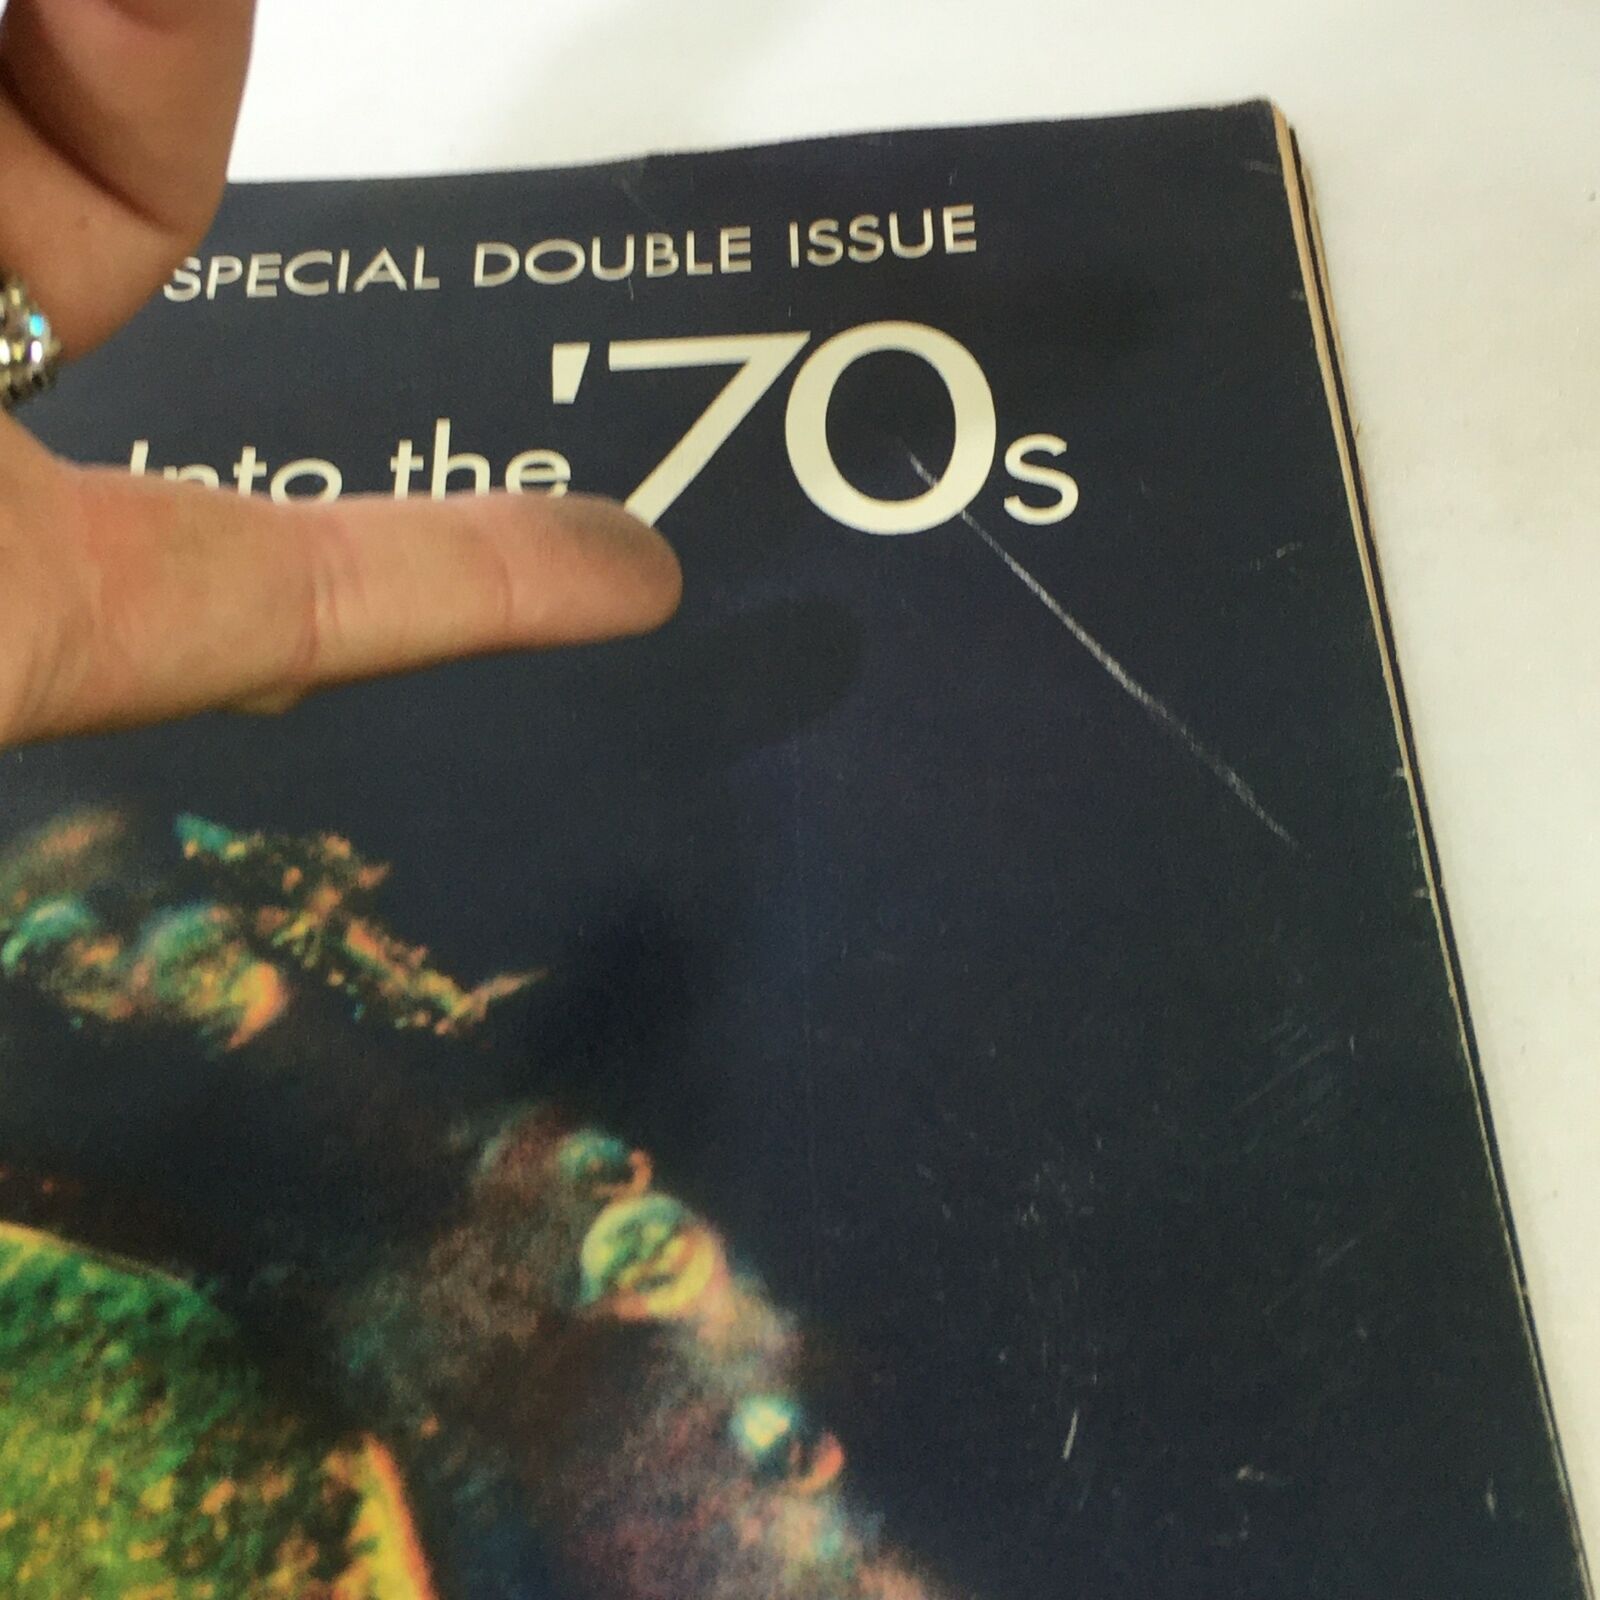 SPECIAL DOUBLE ISSUE
Into the '70s